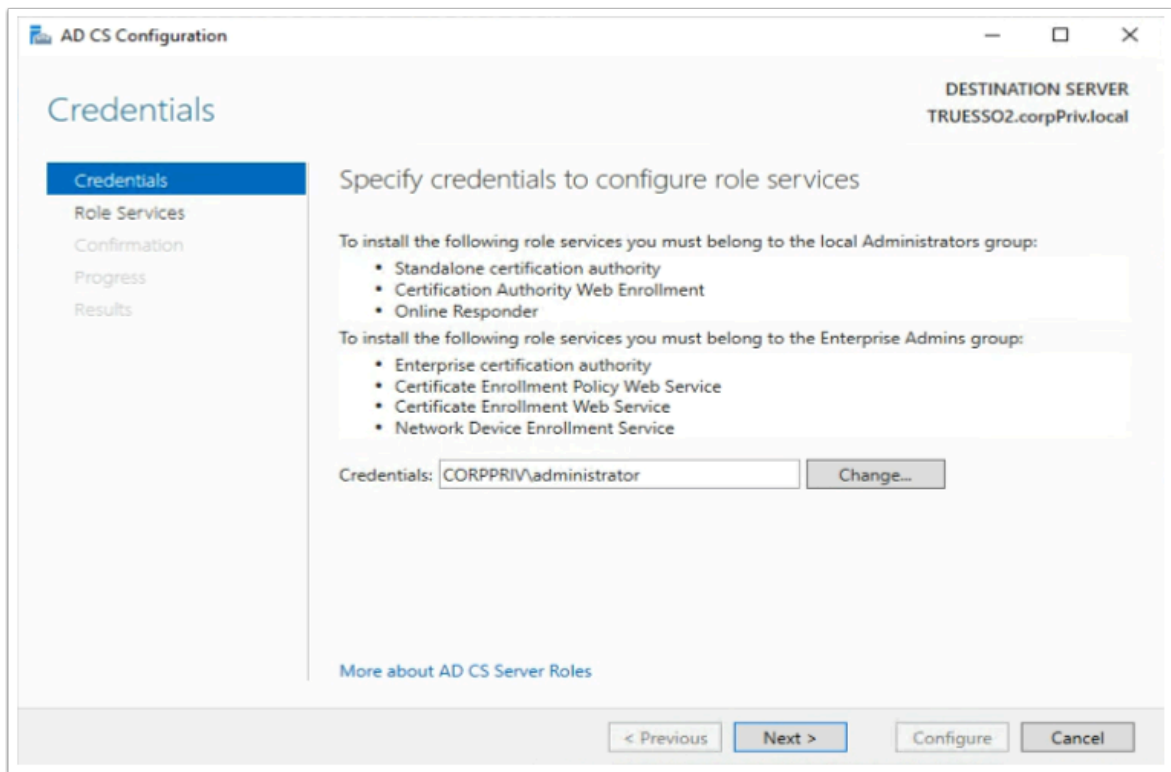 AD CS Configuration
DESTINATION SERVER
TRUESSO2.corpPriv.local
Credentials
Credentials
Role Services
Confirmation
Progress
Results
Specify credentials to configure role services
To install the following role services you must belong to the local Administrators group:
• Standalone certification authority
• Certification Authority Web Enrollment
• Online Responder
To install the following role services you must belong to the Enterprise Admins group:
• Enterprise certification authority
• Certificate Enrollment Policy Web Service
• Certificate Enrollment Web Service
• Network Device Enrollment Service
Credentials: CORPPRIV\administrator Change...
More about AD CS Server Roles
< Previous Next > Configure Cancel